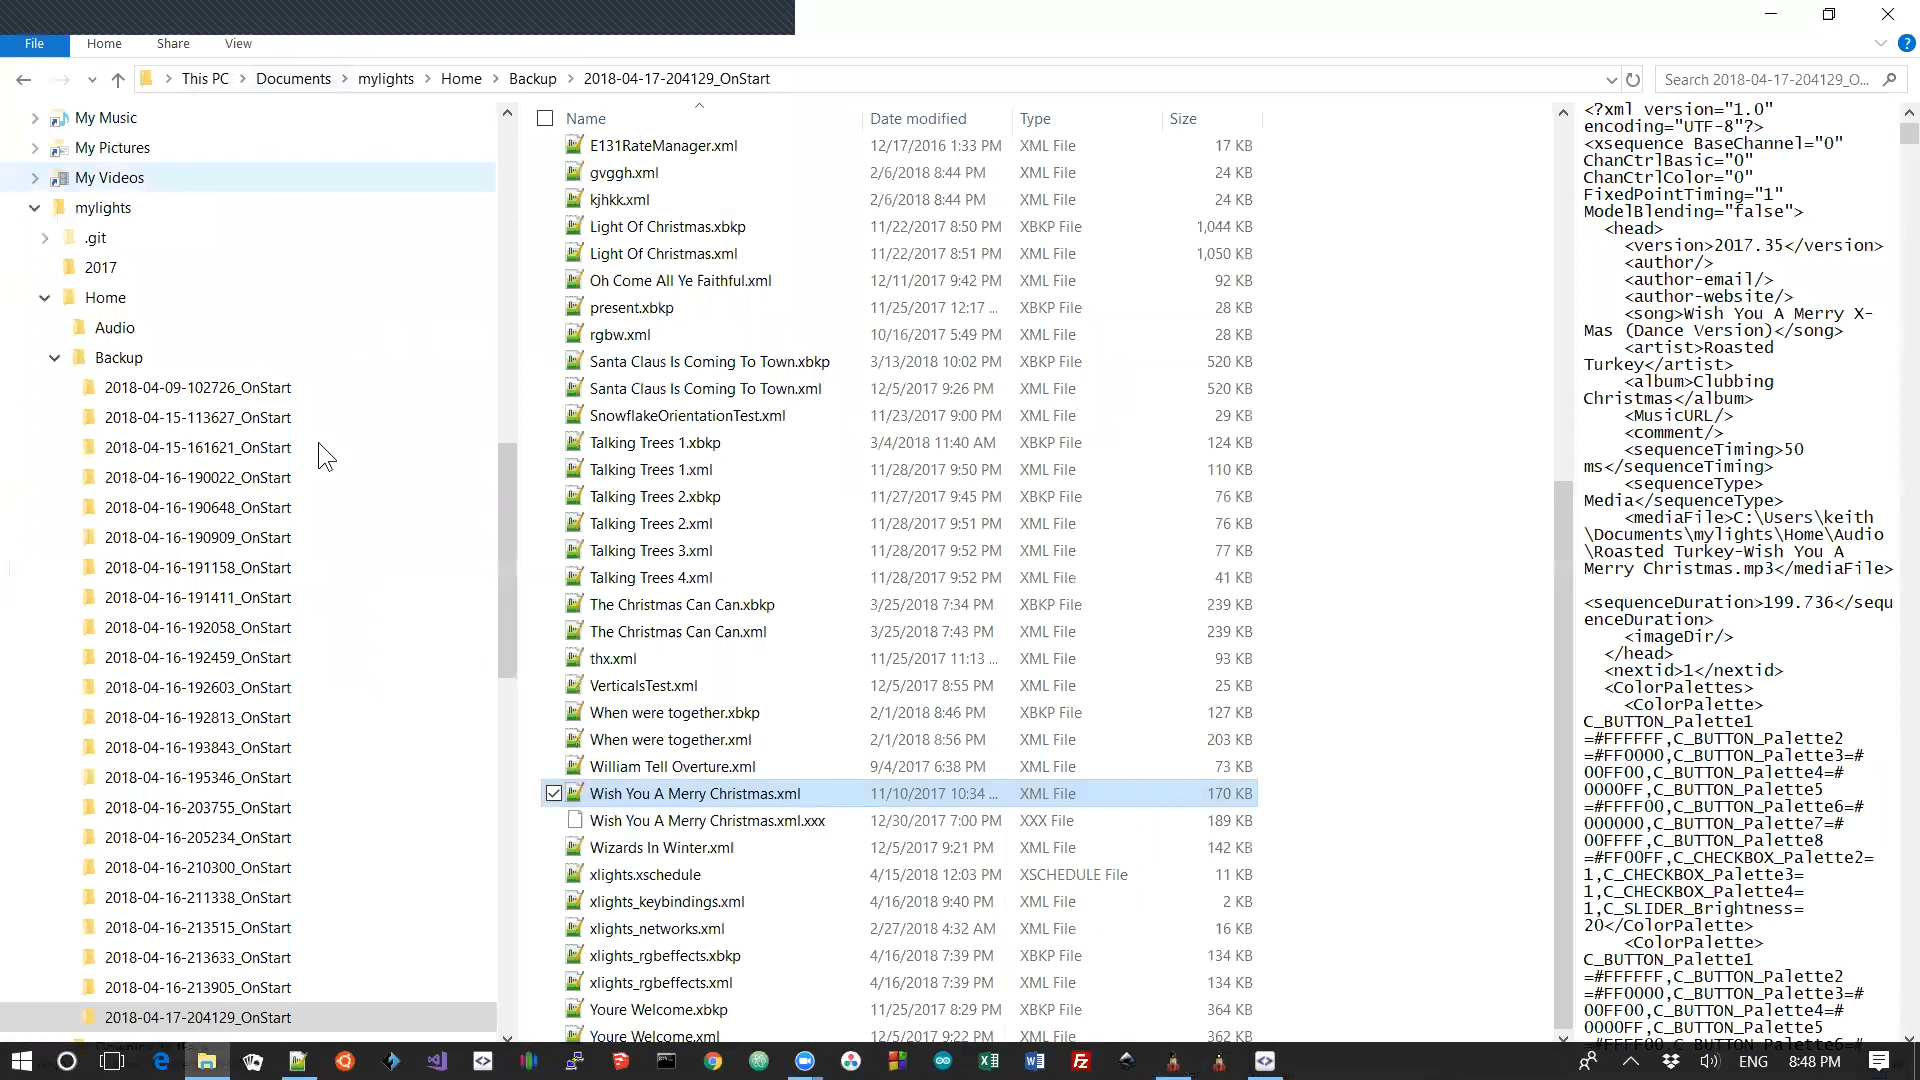 File
Home
Share
View
?
This PC
Documents
mylights
Home
Backup
2018-04-17-204129_OnStart
Search 2018-04-17-204129_O...
My Music
My Pictures
My Videos
mylights
.git
2017
Home
Audio
Backup
2018-04-09-102726_OnStart
2018-04-15-113627_OnStart
2018-04-15-161621_OnStart
2018-04-16-190022_OnStart
2018-04-16-190648_OnStart
2018-04-16-190909_OnStart
2018-04-16-191158_OnStart
2018-04-16-191411_OnStart
2018-04-16-192058_OnStart
2018-04-16-192459_OnStart
2018-04-16-192603_OnStart
2018-04-16-192813_OnStart
2018-04-16-193843_OnStart
2018-04-16-195346_OnStart
2018-04-16-203755_OnStart
2018-04-16-205234_OnStart
2018-04-16-210300_OnStart
2018-04-16-211338_OnStart
2018-04-16-213515_OnStart
2018-04-16-213633_OnStart
2018-04-16-213905_OnStart
2018-04-17-204129_OnStart
Name Date modified Type Size
E131RateManager.xml 12/17/2016 1:33 PM XML File 17 KB
gvggh.xml 2/6/2018 8:44 PM XML File 24 KB
kjhkk.xml 2/6/2018 8:44 PM XML File 24 KB
Light Of Christmas.xbkp 11/22/2017 8:50 PM XBKP File 1,044 KB
Light Of Christmas.xml 11/22/2017 8:51 PM XML File 1,050 KB
Oh Come All Ye Faithful.xml 12/11/2017 9:42 PM XML File 92 KB
present.xbkp 11/25/2017 12:17 ... XBKP File 28 KB
rgbw.xml 10/16/2017 5:49 PM XML File 28 KB
Santa Claus Is Coming To Town.xbkp 3/13/2018 10:02 PM XBKP File 520 KB
Santa Claus Is Coming To Town.xml 12/5/2017 9:26 PM XML File 520 KB
SnowflakeOrientationTest.xml 11/23/2017 9:00 PM XML File 29 KB
Talking Trees 1.xbkp 3/4/2018 11:40 AM XBKP File 124 KB
Talking Trees 1.xml 11/28/2017 9:50 PM XML File 110 KB
Talking Trees 2.xbkp 11/27/2017 9:45 PM XBKP File 76 KB
Talking Trees 2.xml 11/28/2017 9:51 PM XML File 76 KB
Talking Trees 3.xml 11/28/2017 9:52 PM XML File 77 KB
Talking Trees 4.xml 11/28/2017 9:52 PM XML File 41 KB
The Christmas Can Can.xbkp 3/25/2018 7:34 PM XBKP File 239 KB
The Christmas Can Can.xml 3/25/2018 7:43 PM XML File 239 KB
thx.xml 11/25/2017 11:13 ... XML File 93 KB
VerticalsTest.xml 12/5/2017 8:55 PM XML File 25 KB
When were together.xbkp 2/1/2018 8:46 PM XBKP File 127 KB
When were together.xml 2/1/2018 8:56 PM XML File 203 KB
William Tell Overture.xml 9/4/2017 6:38 PM XML File 73 KB
Wish You A Merry Christmas.xml 11/10/2017 10:34 ... XML File 170 KB
Wish You A Merry Christmas.xml.xxx 12/30/2017 7:00 PM XXX File 189 KB
Wizards In Winter.xml 12/5/2017 9:21 PM XML File 142 KB
xlights.xschedule 4/15/2018 12:03 PM XSCHEDULE File 11 KB
xlights_keybindings.xml 4/16/2018 9:40 PM XML File 2 KB
xlights_networks.xml 2/27/2018 4:32 AM XML File 16 KB
xlights_rgbeffects.xbkp 4/16/2018 7:39 PM XBKP File 134 KB
xlights_rgbeffects.xml 4/16/2018 7:39 PM XML File 134 KB
Youre Welcome.xbkp 11/25/2017 8:29 PM XBKP File 364 KB
Youre Welcome.xml 12/5/2017 9:22 PM XML File 362 KB
<?xml version="1.0"
encoding="UTF-8"?>
<xsequence BaseChannel="0"
ChanCtrlBasic="0"
ChanCtrlColor="0"
FixedPointTiming="1"
ModelBlending="false">
<head>
<version>2017.35</version>
<author/>
<author-email/>
<author-website/>
<song>Wish You A Merry X-
Mas (Dance Version)</song>
<artist>Roasted
Turkey</artist>
<album>Clubbing
Christmas</album>
<MusicURL/>
<comment/>
<sequenceTiming>50
ms</sequenceTiming>
<sequenceType>
Media</sequenceType>
<mediaFile>C:\Users\keith
\Documents\mylights\Home\Audio
\Roasted Turkey-Wish You A
Merry Christmas.mp3</mediaFile>
<sequenceDuration>199.736</sequ
enceDuration>
<imageDir/>
</head>
<nextid>1</nextid>
<ColorPalettes>
<ColorPalette>
C_BUTTON_Palette1
=#FFFFFF,C_BUTTON_Palette2
=#FF0000,C_BUTTON_Palette3=#
00FF00,C_BUTTON_Palette4=#
0000FF,C_BUTTON_Palette5
=#FFFF00,C_BUTTON_Palette6=#
000000,C_BUTTON_Palette7=#
00FFFF,C_BUTTON_Palette8
=#FF00FF,C_CHECKBOX_Palette2=
1,C_CHECKBOX_Palette3=
1,C_CHECKBOX_Palette4=
1,C_SLIDER_Brightness=
20</ColorPalette>
<ColorPalette>
C_BUTTON_Palette1
=#FFFFFF,C_BUTTON_Palette2
=#FF0000,C_BUTTON_Palette3=#
00FF00,C_BUTTON_Palette4=#
0000FF,C_BUTTON_Palette5
=#FFFF00,C_BUTTON_Palette6=#
ENG
8:48 PM